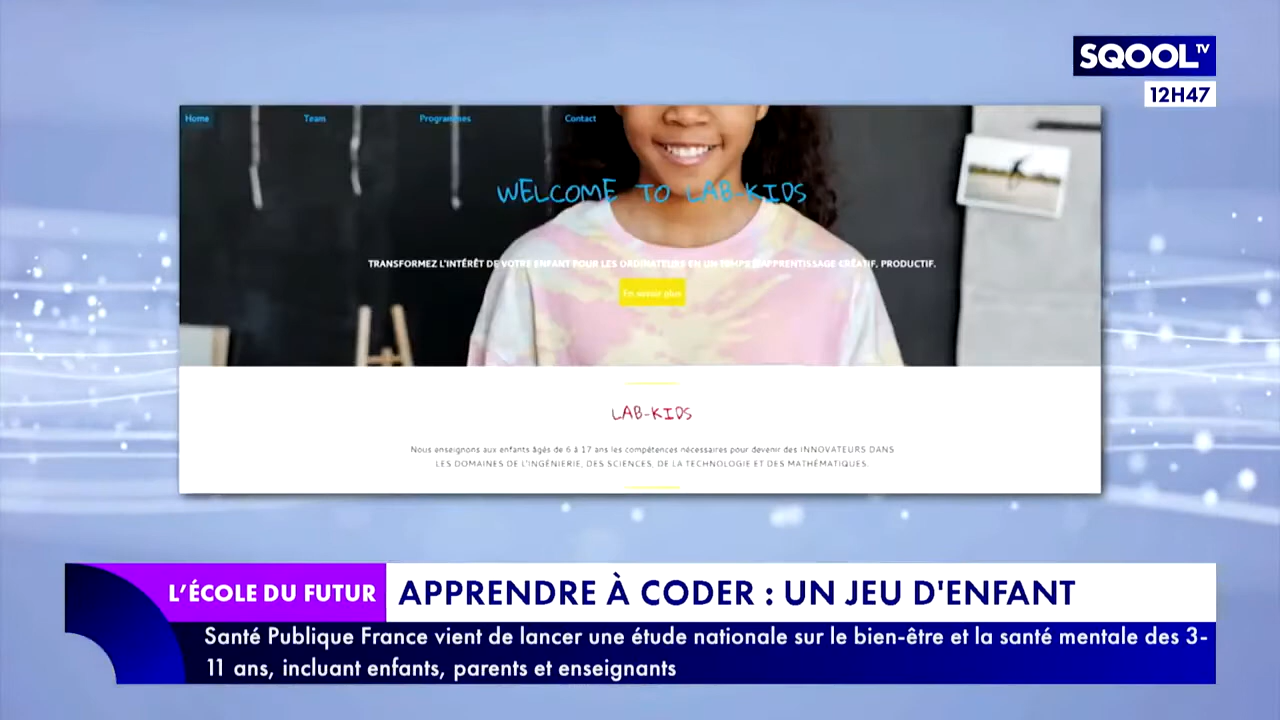 SQOOL TV
12H47
Home Team Programmes Contact
WELCOME TO LAB-KIDS
TRANSFORMEZ L'INTÉRÊT DE VOTRE ENFANT POUR LES ORDINATEURS EN UN TEMPS D'APPRENTISSAGE CRÉATIF, PRODUCTIF.
En savoir plus
LAB-KIDS
Nous enseignons aux enfants âgés de 6 à 17 ans les compétences nécessaires pour devenir des INNOVATEURS DANS
LES DOMAINES DE L'INGÉNIERIE, DES SCIENCES, DE LA TECHNOLOGIE ET DES MATHÉMATIQUES.
L'ÉCOLE DU FUTUR APPRENDRE À CODER : UN JEU D'ENFANT
Santé Publique France vient de lancer une étude nationale sur le bien-être et la santé mentale des 3-
11 ans, incluant enfants, parents et enseignants